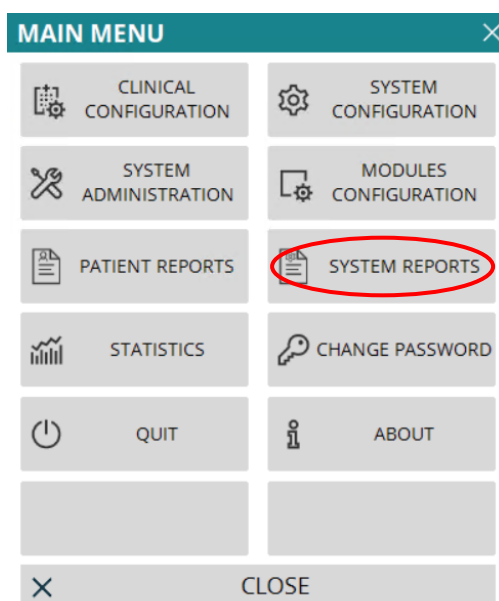 MAIN MENU
CLINICAL
CONFIGURATION
SYSTEM
CONFIGURATION
SYSTEM
ADMINISTRATION
MODULES
CONFIGURATION
PATIENT REPORTS
SYSTEM REPORTS
STATISTICS
CHANGE PASSWORD
QUIT
ABOUT
CLOSE